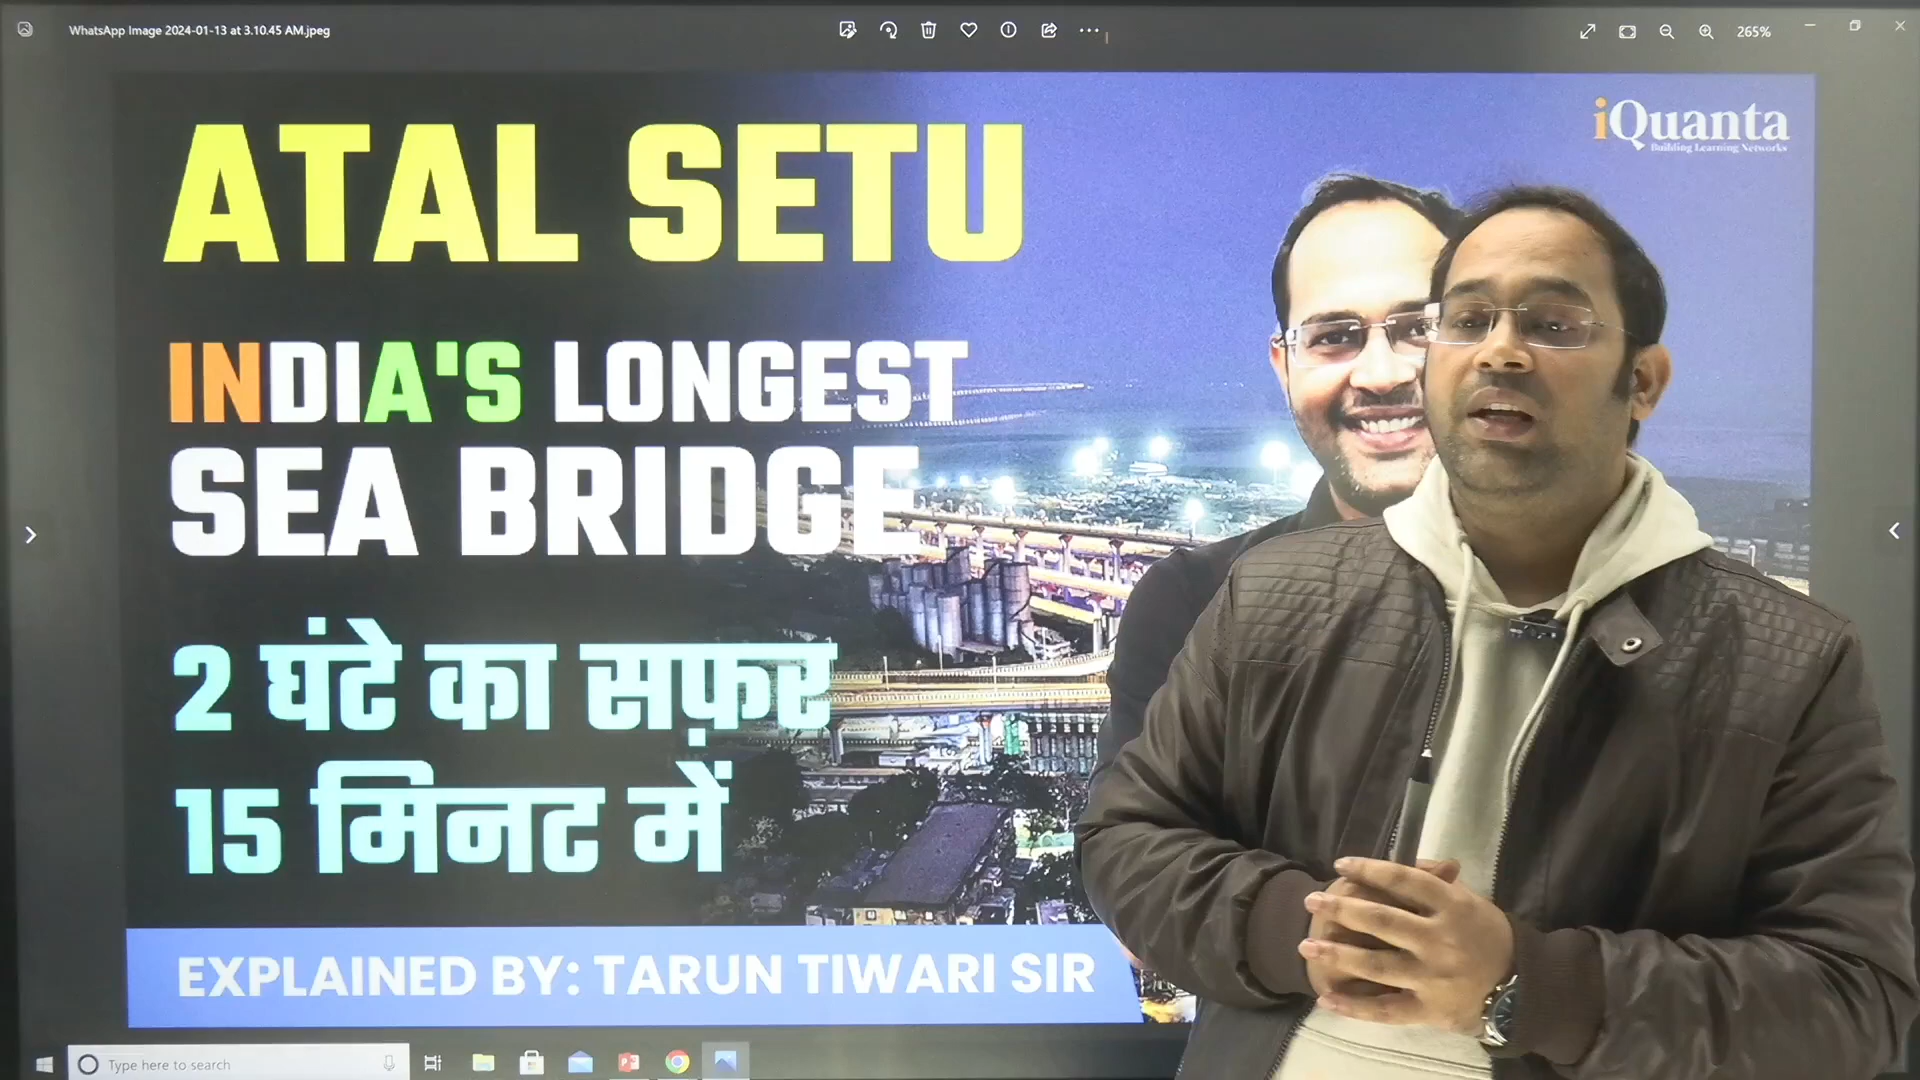 WhatsApp Image 2024-01-13 at 3.10.45 AM.jpeg
265%
iQuanta
Building Learning Networks
ATAL SETU
INDIA'S LONGEST
SEA BRIDGE
2 घंटे का सफ़र
15 मिनट में
EXPLAINED BY: TARUN TIWARI SIR
Type here to search